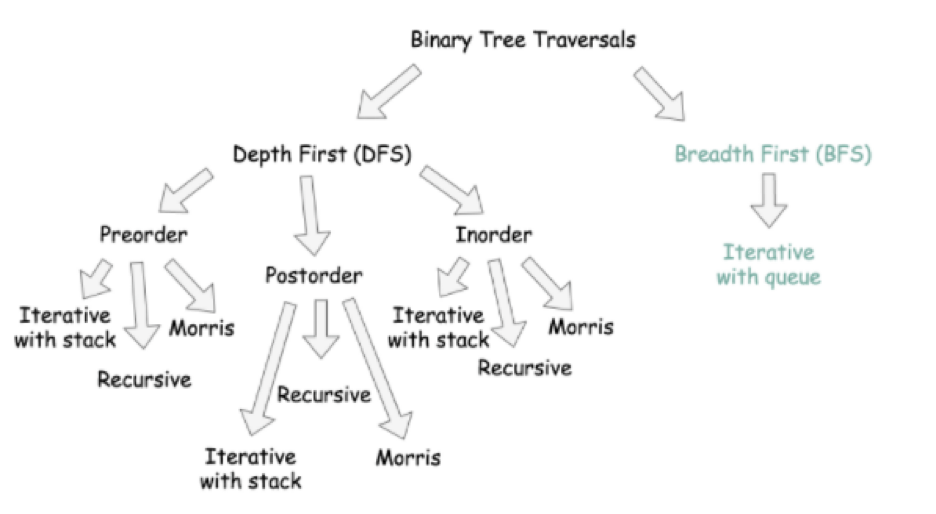 Binary Tree Traversals
Depth First (DFS)
Breadth First (BFS)
Preorder
Inorder
Iterative
with queue
Postorder
Iterative
with stack
Morris
Recursive
Iterative
with stack
Morris
Recursive
Recursive
Iterative
with stack
Morris